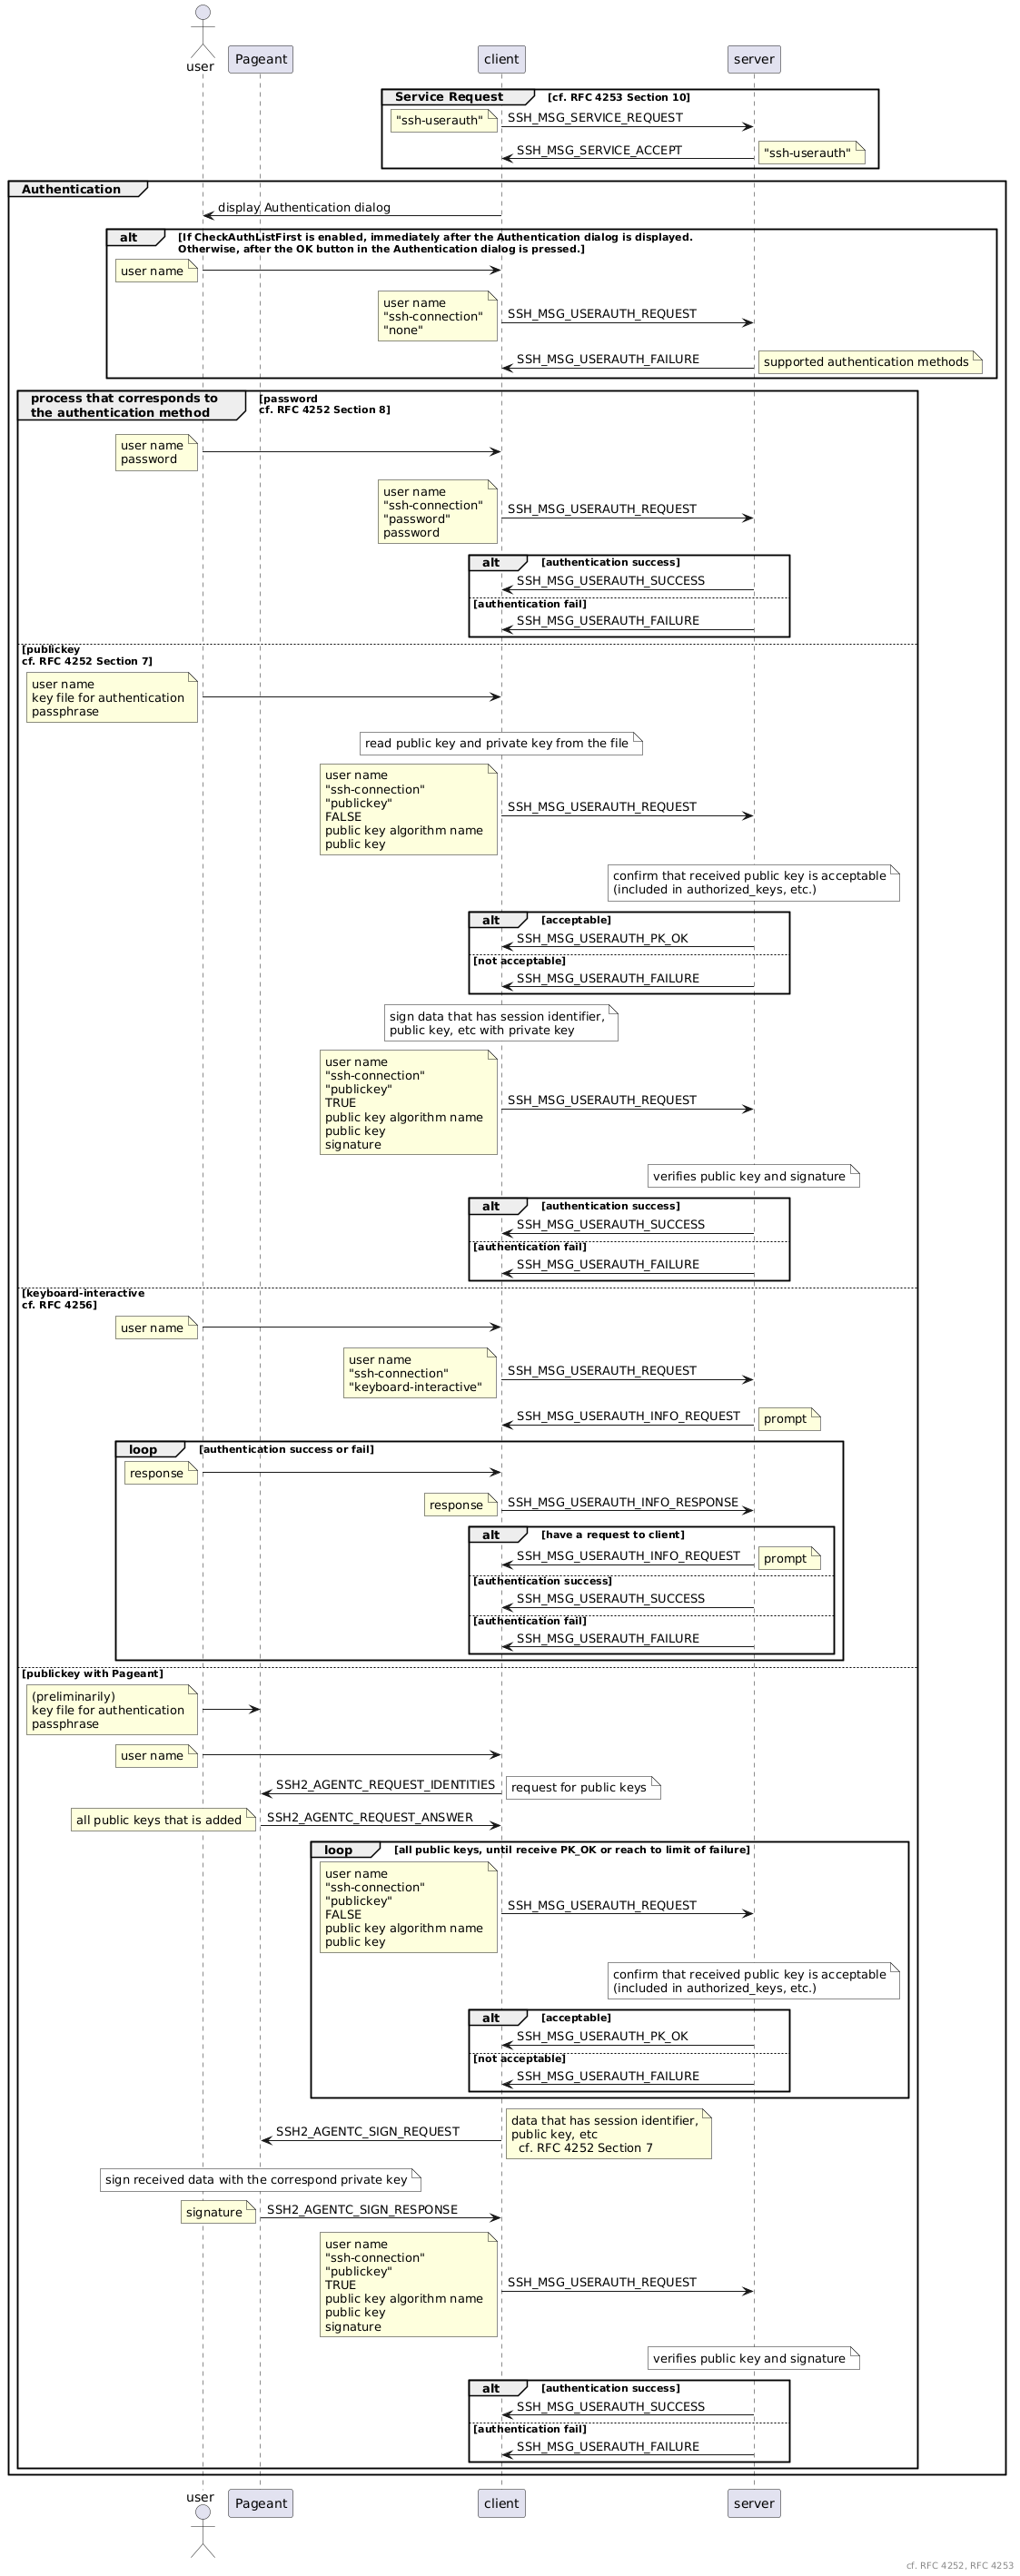 user
Pageant
client
server
Service Request
[cf. RFC 4253 Section 10]
"ssh-userauth"
SSH_MSG_SERVICE_REQUEST
SSH_MSG_SERVICE_ACCEPT
"ssh-userauth"
Authentication
display Authentication dialog
alt
[If CheckAuthListFirst is enabled, immediately after the Authentication dialog is displayed.
Otherwise, after the OK button in the Authentication dialog is pressed.]
user name
user name
"ssh-connection"
"none"
SSH_MSG_USERAUTH_REQUEST
SSH_MSG_USERAUTH_FAILURE
supported authentication methods
process that corresponds to
the authentication method
[password
cf. RFC 4252 Section 8]
user name
password
user name
"ssh-connection"
"password"
password
SSH_MSG_USERAUTH_REQUEST
alt
[authentication success]
SSH_MSG_USERAUTH_SUCCESS
[authentication fail]
SSH_MSG_USERAUTH_FAILURE
[publickey
cf. RFC 4252 Section 7]
user name
key file for authentication
passphrase
read public key and private key from the file
user name
"ssh-connection"
"publickey"
FALSE
public key algorithm name
public key
SSH_MSG_USERAUTH_REQUEST
confirm that received public key is acceptable
(included in authorized_keys, etc.)
alt
[acceptable]
SSH_MSG_USERAUTH_PK_OK
[not acceptable]
SSH_MSG_USERAUTH_FAILURE
sign data that has session identifier,
public key, etc with private key
user name
"ssh-connection"
"publickey"
TRUE
public key algorithm name
public key
signature
SSH_MSG_USERAUTH_REQUEST
verifies public key and signature
alt
[authentication success]
SSH_MSG_USERAUTH_SUCCESS
[authentication fail]
SSH_MSG_USERAUTH_FAILURE
[keyboard-interactive
cf. RFC 4256]
user name
user name
"ssh-connection"
"keyboard-interactive"
SSH_MSG_USERAUTH_REQUEST
SSH_MSG_USERAUTH_INFO_REQUEST
prompt
loop
[authentication success or fail]
response
response
SSH_MSG_USERAUTH_INFO_RESPONSE
alt
[have a request to client]
SSH_MSG_USERAUTH_INFO_REQUEST
prompt
[authentication success]
SSH_MSG_USERAUTH_SUCCESS
[authentication fail]
SSH_MSG_USERAUTH_FAILURE
[publickey with Pageant]
(preliminarily)
key file for authentication
passphrase
user name
SSH2_AGENTC_REQUEST_IDENTITIES
request for public keys
all public keys that is added
SSH2_AGENTC_REQUEST_ANSWER
loop
[all public keys, until receive PK_OK or reach to limit of failure]
user name
"ssh-connection"
"publickey"
FALSE
public key algorithm name
public key
SSH_MSG_USERAUTH_REQUEST
confirm that received public key is acceptable
(included in authorized_keys, etc.)
alt
[acceptable]
SSH_MSG_USERAUTH_PK_OK
[not acceptable]
SSH_MSG_USERAUTH_FAILURE
SSH2_AGENTC_SIGN_REQUEST
data that has session identifier,
public key, etc
cf. RFC 4252 Section 7
sign received data with the correspond private key
signature
SSH2_AGENTC_SIGN_RESPONSE
user name
"ssh-connection"
"publickey"
TRUE
public key algorithm name
public key
signature
SSH_MSG_USERAUTH_REQUEST
verifies public key and signature
alt
[authentication success]
SSH_MSG_USERAUTH_SUCCESS
[authentication fail]
SSH_MSG_USERAUTH_FAILURE
user
Pageant
client
server
cf. RFC 4252, RFC 4253